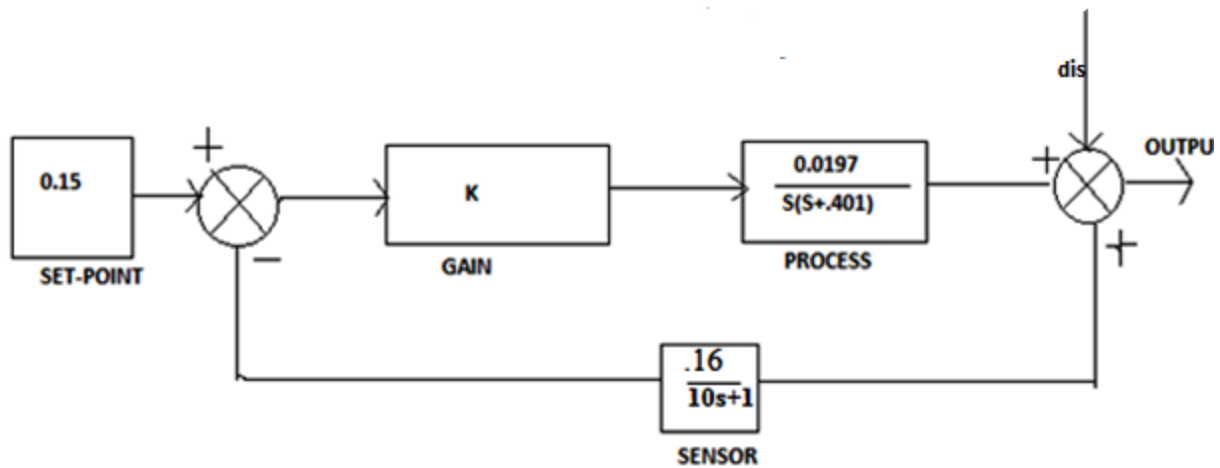 dis
OUTPU
+
+
0.15
K
0.0197
S(S+.401)
SET-POINT
−
GAIN
PROCESS
+
.16
10s+1
SENSOR